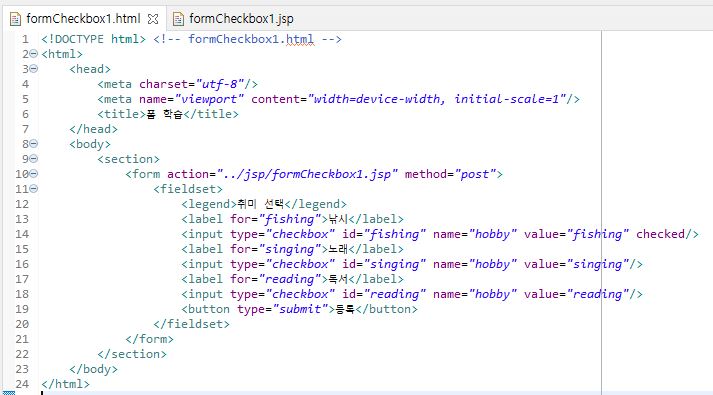 formCheckbox1.html formCheckbox1.jsp
1 <!DOCTYPE html> <!-- formCheckbox1.html -->
2 <html>
3 <head>
4 <meta charset="utf-8"/>
5 <meta name="viewport" content="width=device-width, initial-scale=1"/>
6 <title>폼 학습</title>
7 </head>
8 <body>
9 <section>
10 <form action="../jsp/formCheckbox1.jsp" method="post">
11 <fieldset>
12 <legend>취미 선택</legend>
13 <label for="fishing">낚시</label>
14 <input type="checkbox" id="fishing" name="hobby" value="fishing" checked/>
15 <label for="singing">노래</label>
16 <input type="checkbox" id="singing" name="hobby" value="singing"/>
17 <label for="reading">독서</label>
18 <input type="checkbox" id="reading" name="hobby" value="reading"/>
19 <button type="submit">등록</button>
20 </fieldset>
21 </form>
22 </section>
23 </body>
24 </html>